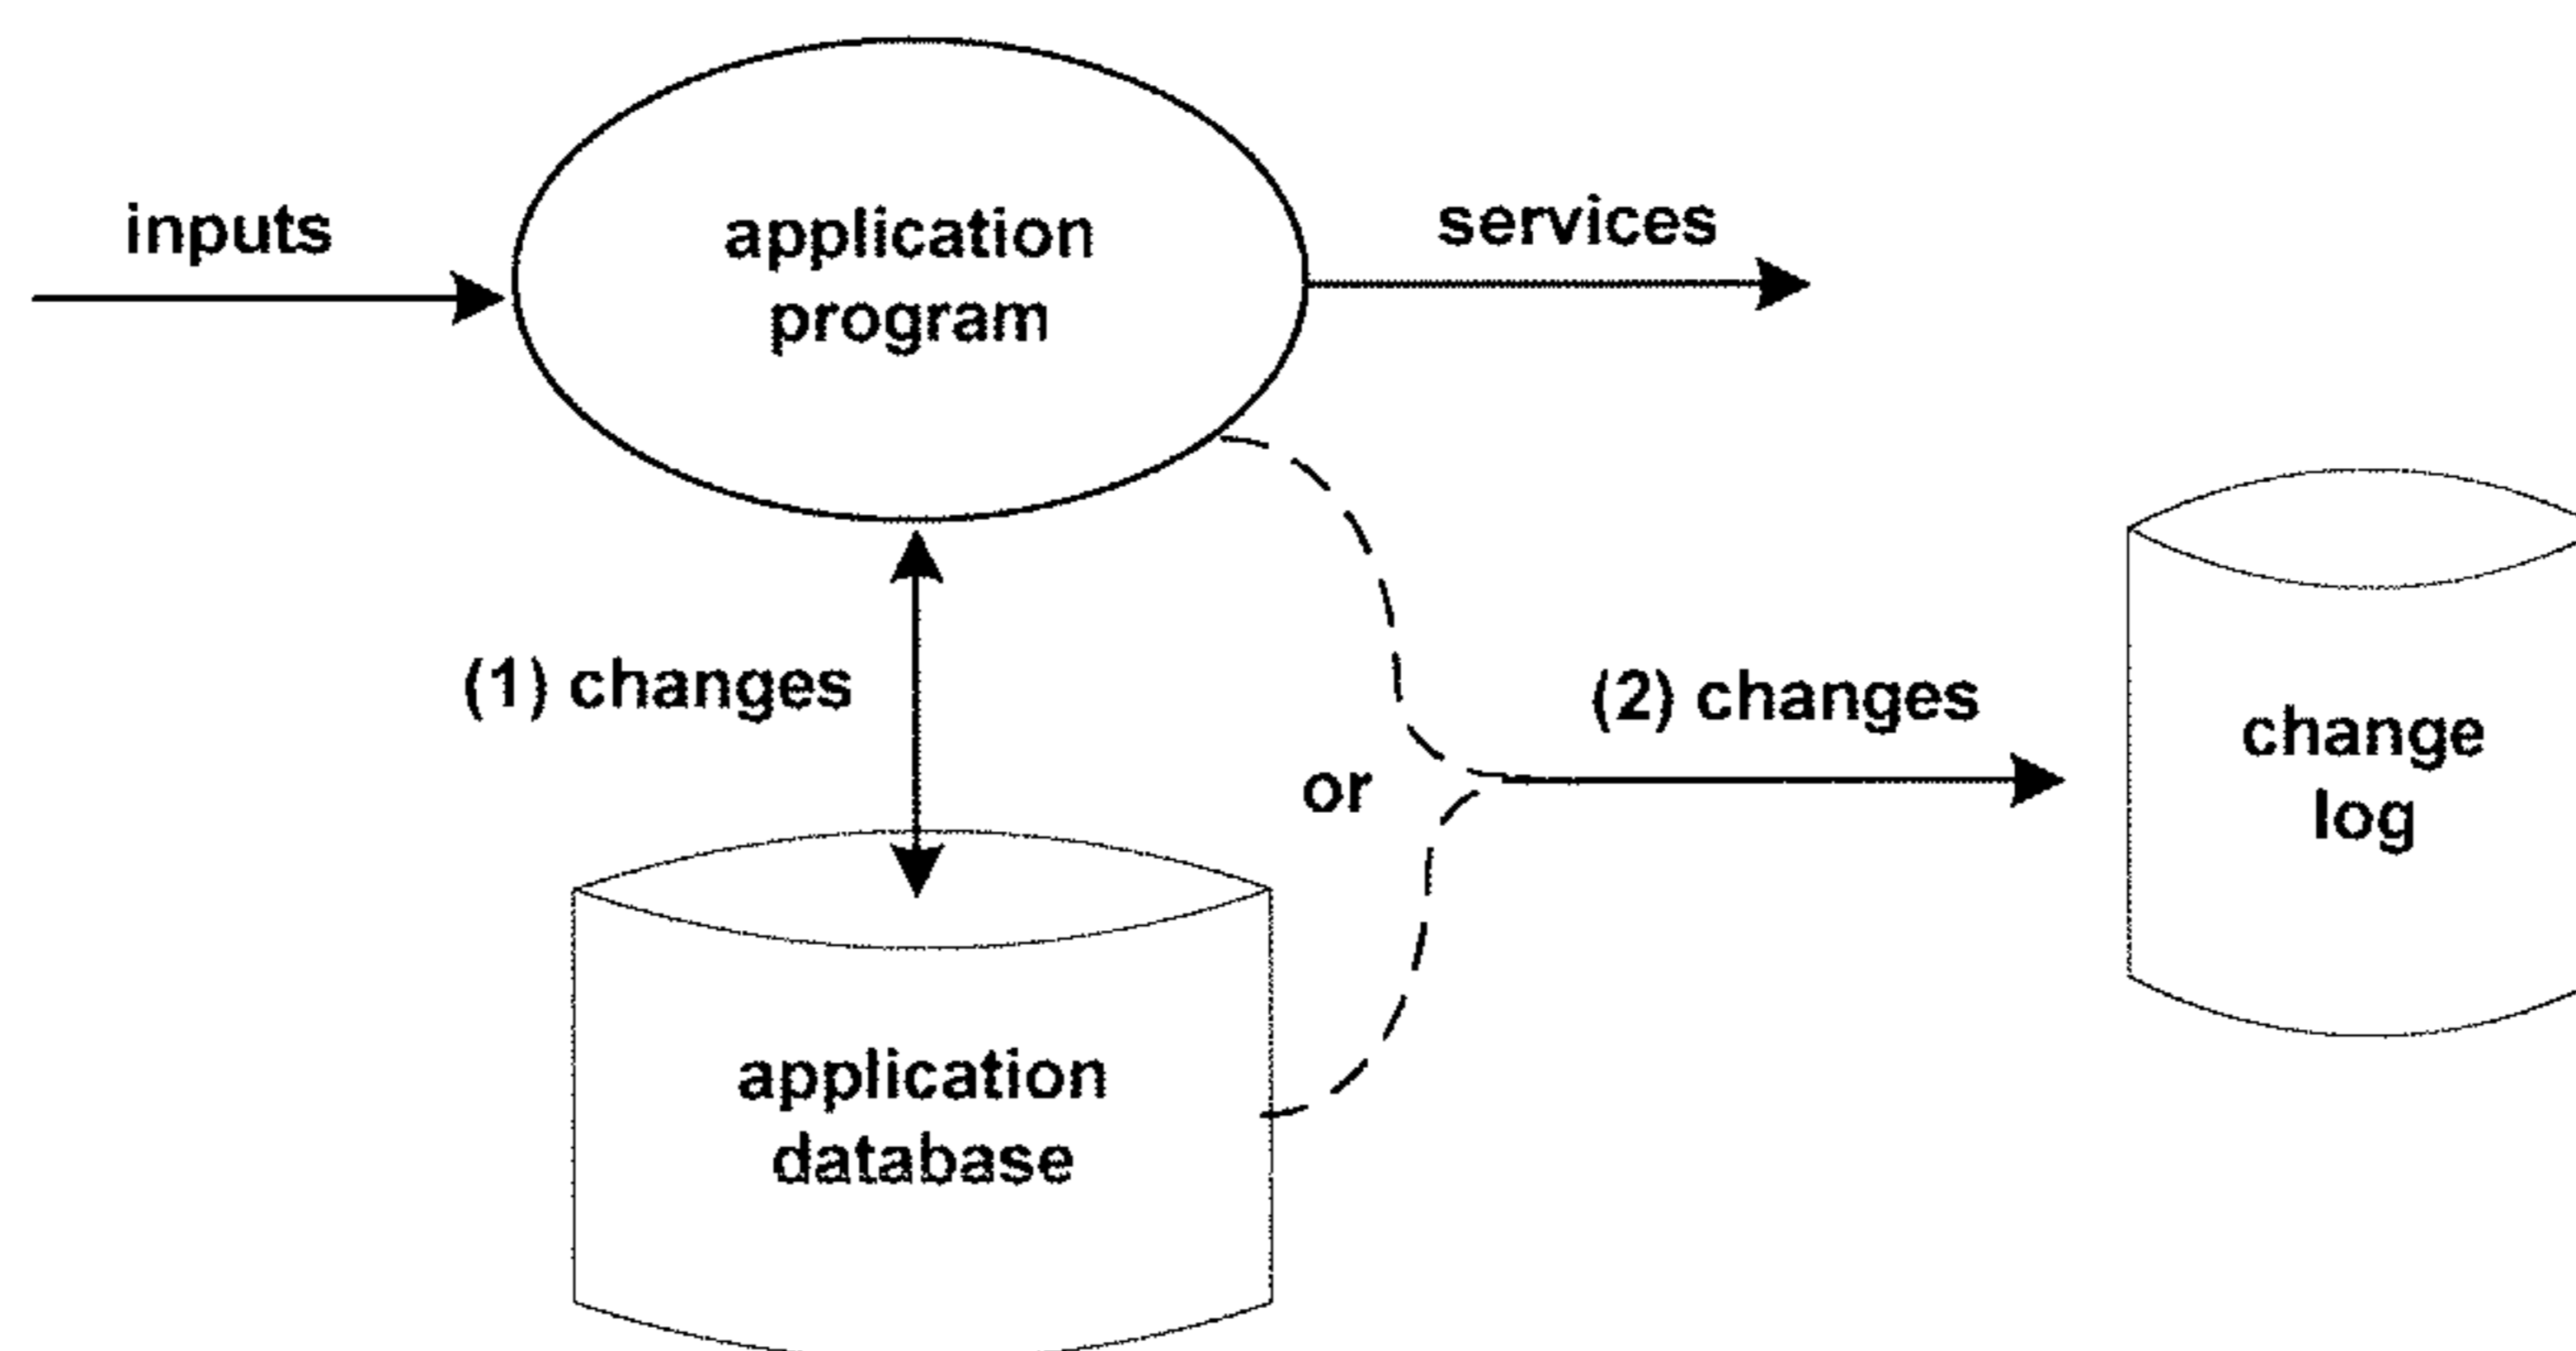 inputs
application
program
services
(1) changes
or
(2) changes
change
log
application
database